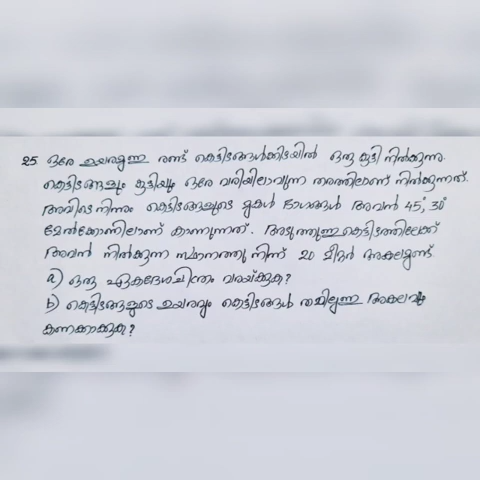 25 ഒരേ ഉയരമുള്ള രണ്ട് കെട്ടിടങ്ങൾക്കിടയിൽ ഒരു കുട്ടി നിൽക്കുന്നു.
കെട്ടിടങ്ങളും കുട്ടിയും ഒരേ വരിയിലാവുന്ന തരത്തിലാണ് നിൽക്കുന്നത്.
അവിടെ നിന്നും കെട്ടിടങ്ങളുടെ മുകൾ ഭാഗങ്ങൾ അവൻ 45°, 30°
മേൽക്കോണിലാണ് കാണുന്നത്. അടുത്തുള്ള കെട്ടിടത്തിലേക്ക്
അവൻ നിൽക്കുന്ന സ്ഥാനത്തു നിന്ന് 20 മീറ്റർ അകലമുണ്ട്.
a) ഒരു ഏകദേശചിത്രം വരയ്ക്കുക?
b) കെട്ടിടങ്ങളുടെ ഉയരവും കെട്ടിടങ്ങൾ തമ്മിലുള്ള അകലവും
കണക്കാക്കുക?